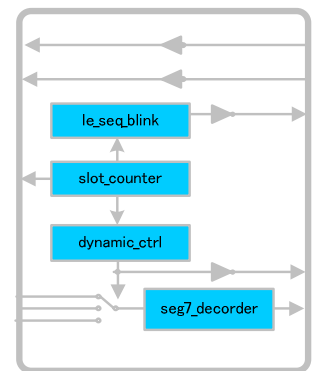 le_seq_blink
slot_counter
dynamic_ctrl
seg7_decorder